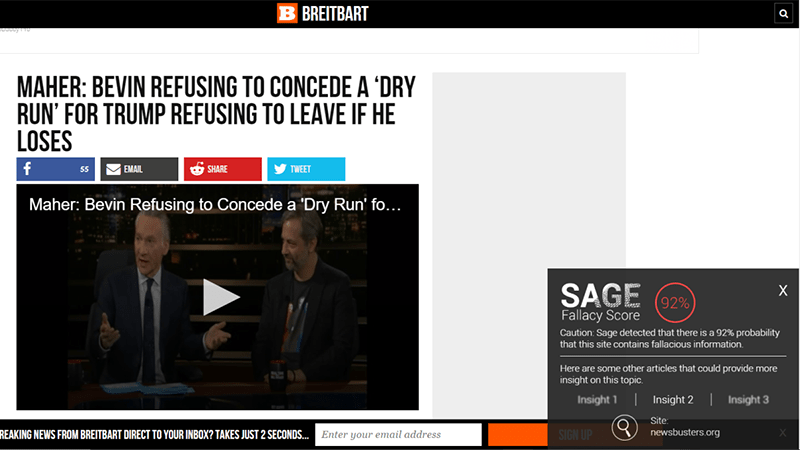 B BREITBART
MAHER: BEVIN REFUSING TO CONCEDE A ‘DRY
RUN’ FOR TRUMP REFUSING TO LEAVE IF HE
LOSES
f 55 EMAIL SHARE TWEET
Maher: Bevin Refusing to Concede a 'Dry Run' fo...
SAGE 92% X
Fallacy Score
Caution: Sage detected that there is a 92% probability
that this site contains fallacious information.
Here are some other articles that could provide more
insight on this topic.
Insight 1 | Insight 2 | Insight 3
Site:
newsbusters.org
REAKING NEWS FROM BREITBART DIRECT TO YOUR INBOX? TAKES JUST 2 SECONDS... Enter your email address SIGN UP X